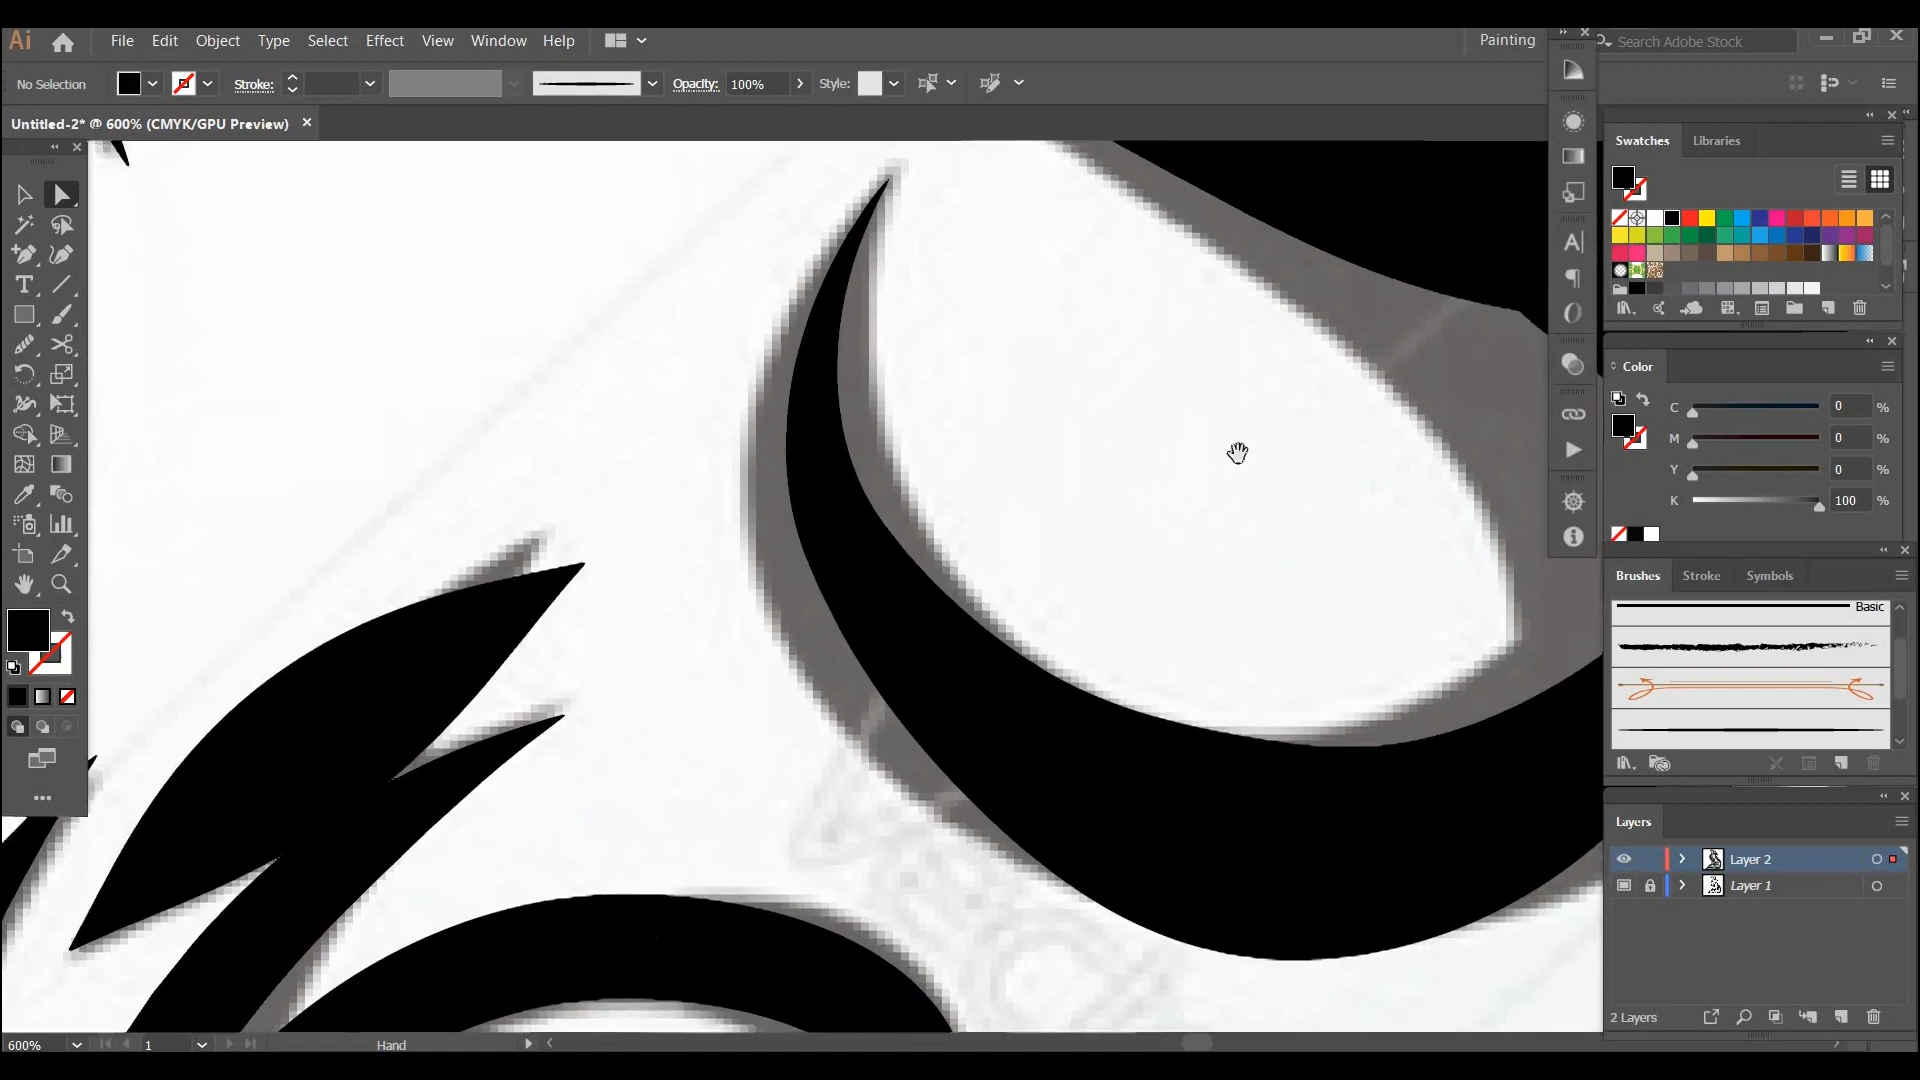 Ai File Edit Object Type Select Effect View Window Help Painting Search Adobe Stock
No Selection Stroke: Opacity: 100% Style:
Untitled-2* @ 600% (CMYK/GPU Preview)
Swatches Libraries
Color
C 0 %
M 0 %
Y 0 %
K 100 %
Brushes Stroke Symbols
Basic
Layers
Layer 2
Layer 1
2 Layers
600% 1 Hand